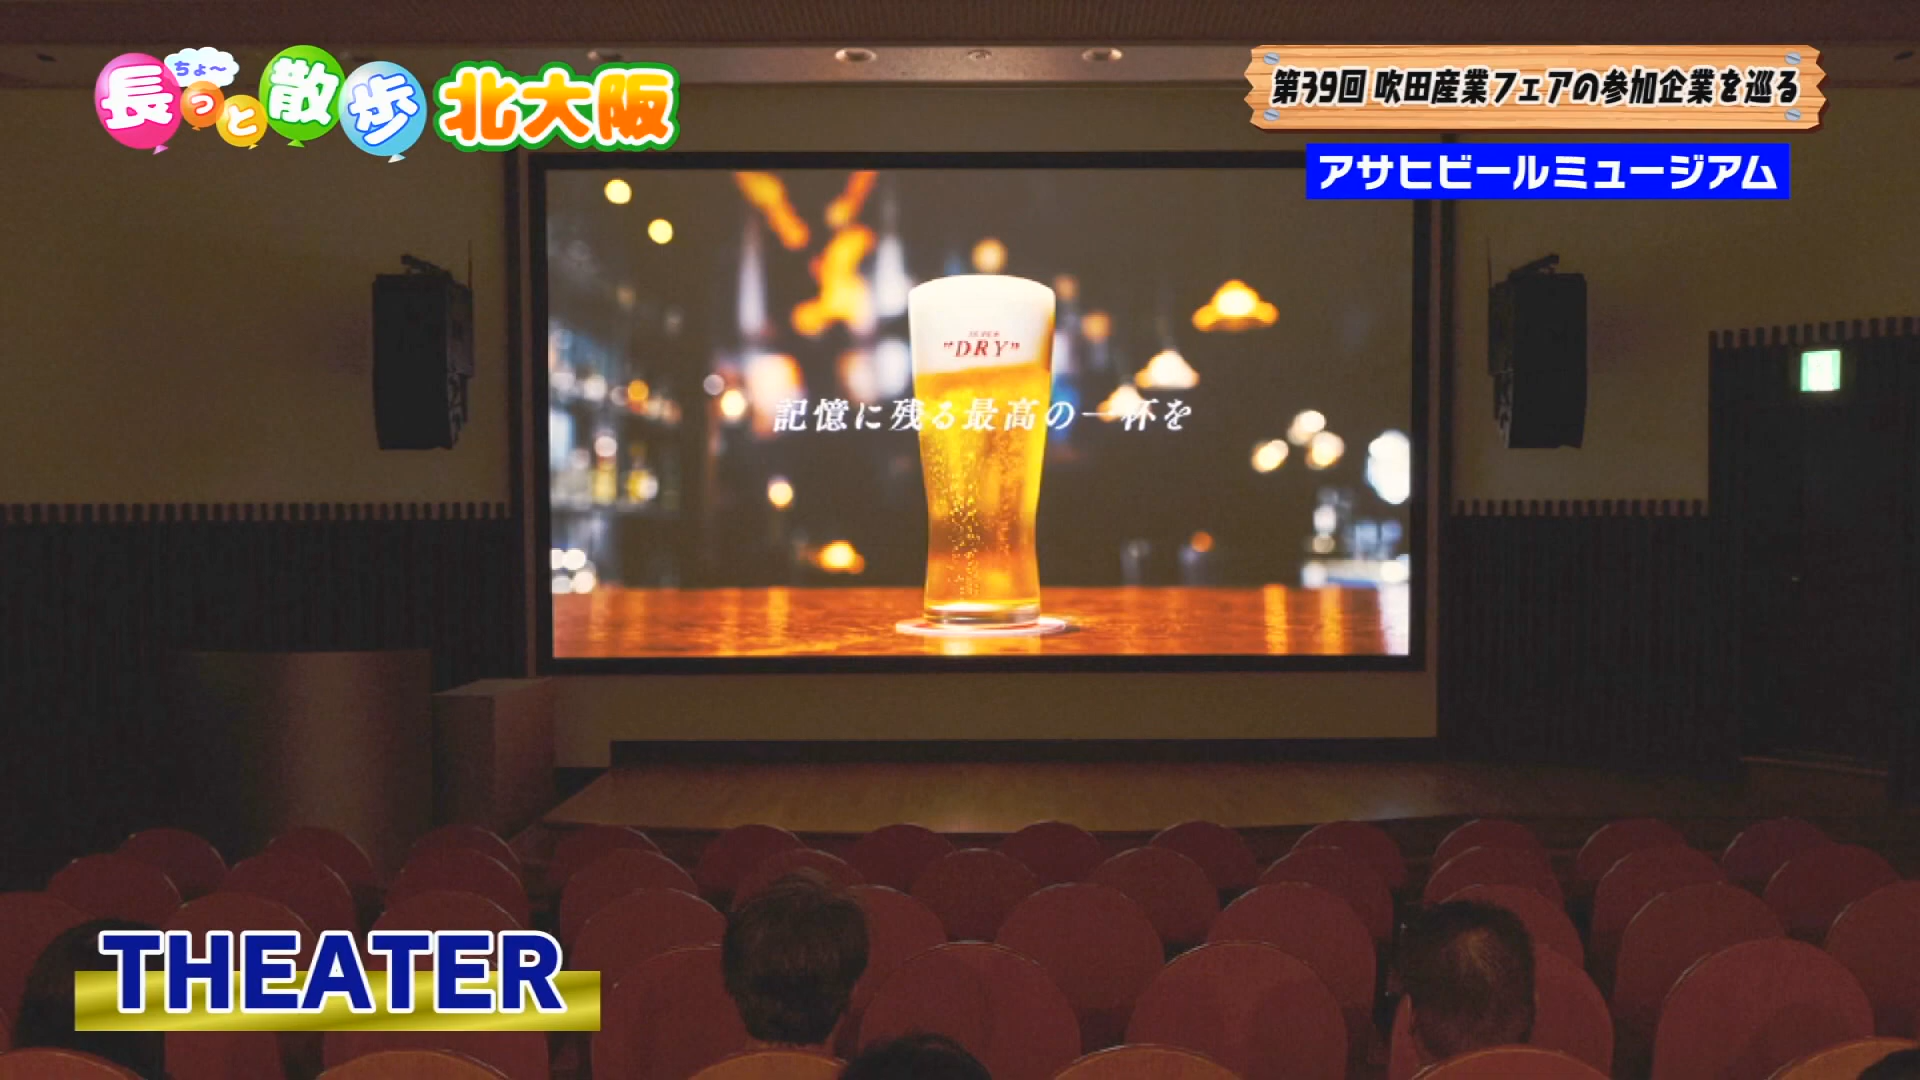 長ちょ～っと散歩 北大阪
第39回 吹田産業フェアの参加企業を巡る
アサヒビールミュージアム
"DRY"
記憶に残る最高の一杯を
THEATER